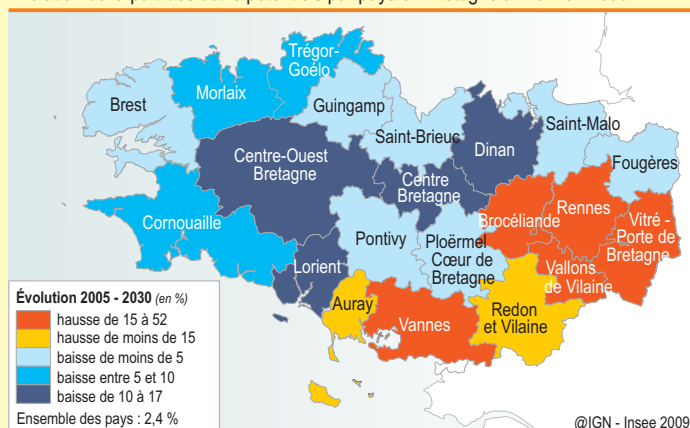 Trégor-
Goélo
Morlaix
Brest
Guingamp
Saint-Malo
Saint-Brieuc
Dinan
Fougères
Centre-Ouest
Bretagne
Centre
Bretagne
Rennes
Brocéliande
Vitré -
Porte de
Bretagne
Cornouaille
Pontivy
Ploërmel
Cœur de
Bretagne
Lorient
Vallons
de Vilaine
Auray
Vannes
Redon
et Vilaine
Évolution 2005 - 2030 (en %)
hausse de 15 à 52
hausse de moins de 15
baisse de moins de 5
baisse entre 5 et 10
baisse de 10 à 17
Ensemble des pays : 2,4 %
@IGN - Insee 2009